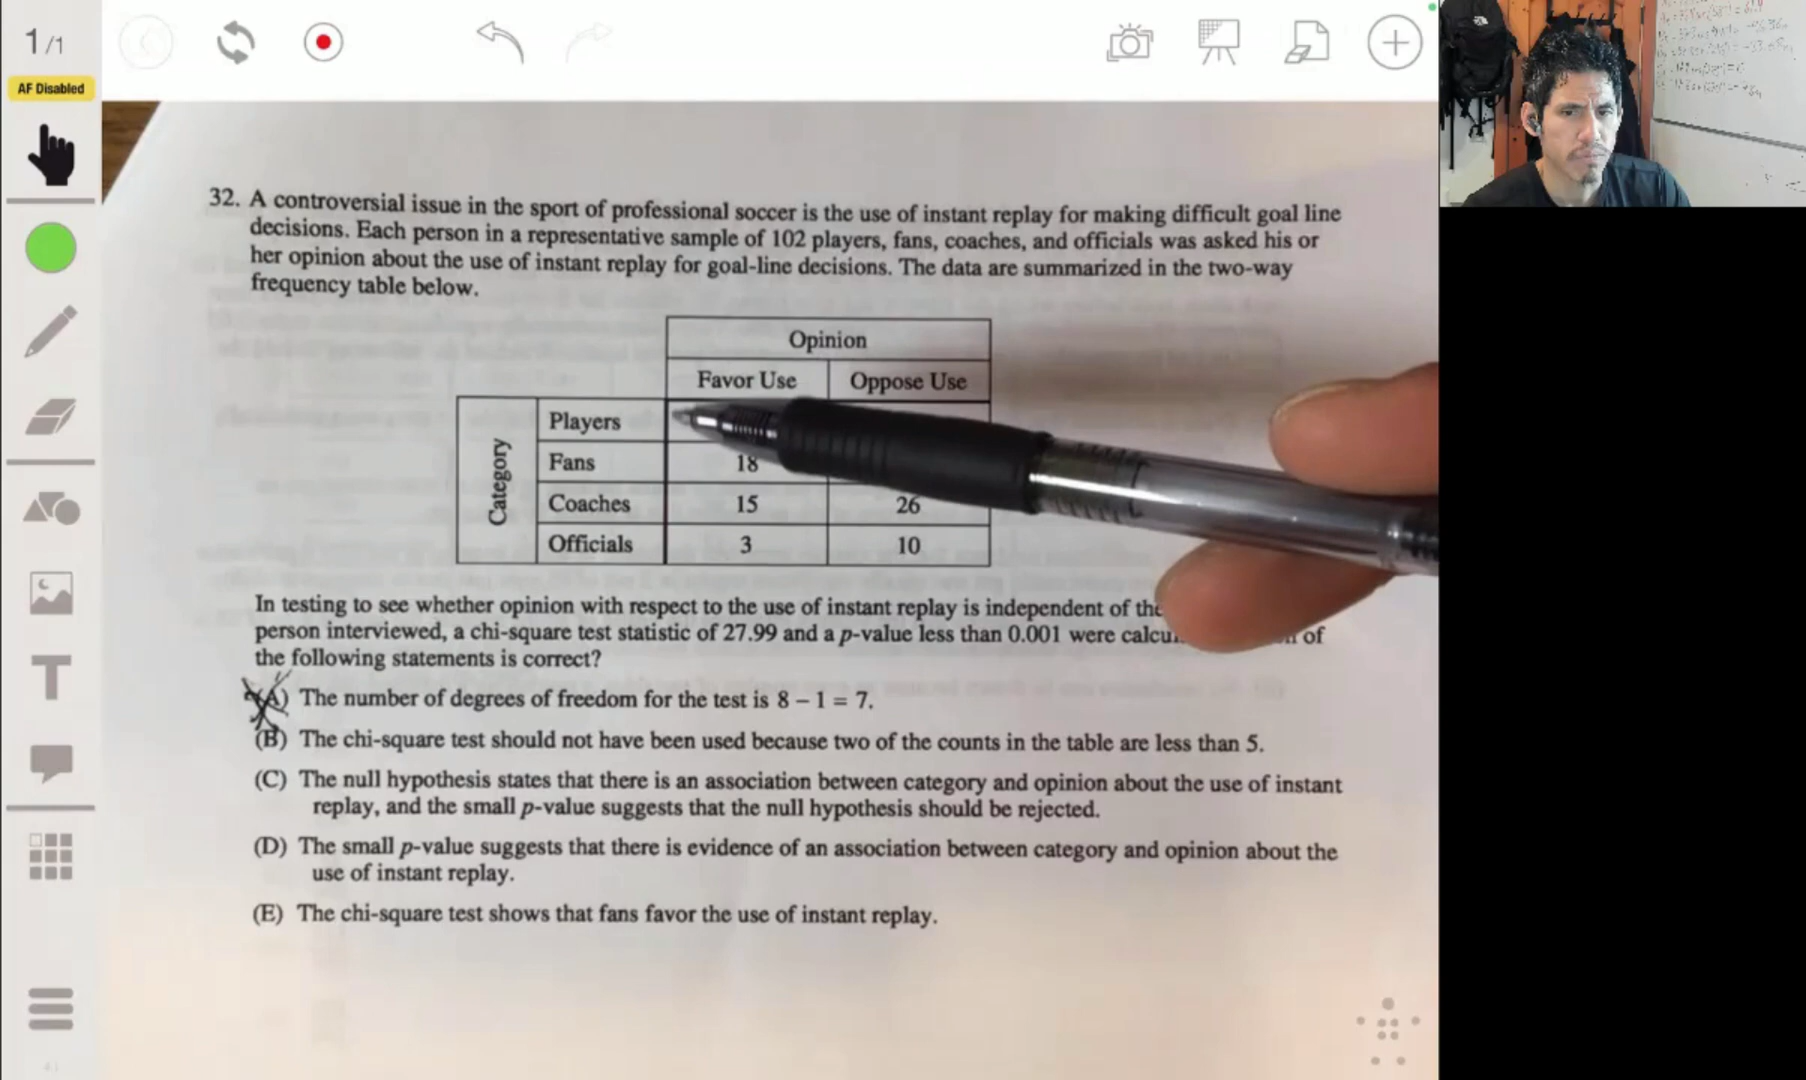 1/1
AF Disabled
32. A controversial issue in the sport of professional soccer is the use of instant replay for making difficult goal line
decisions. Each person in a representative sample of 102 players, fans, coaches, and officials was asked his or
her opinion about the use of instant replay for goal-line decisions. The data are summarized in the two-way
frequency table below.
Opinion
Favor Use Oppose Use
Category
Players
Fans 18
Coaches 15 26
Officials 3 10
In testing to see whether opinion with respect to the use of instant replay is independent of the
person interviewed, a chi-square test statistic of 27.99 and a p-value less than 0.001 were of
the following statements is correct?
(A) The number of degrees of freedom for the test is 8 – 1 = 7.
(B) The chi-square test should not have been used because two of the counts in the table are less than 5.
(C) The null hypothesis states that there is an association between category and opinion about the use of instant
replay, and the small p-value suggests that the null hypothesis should be rejected.
(D) The small p-value suggests that there is evidence of an association between category and opinion about the
use of instant replay.
(E) The chi-square test shows that fans favor the use of instant replay.
T